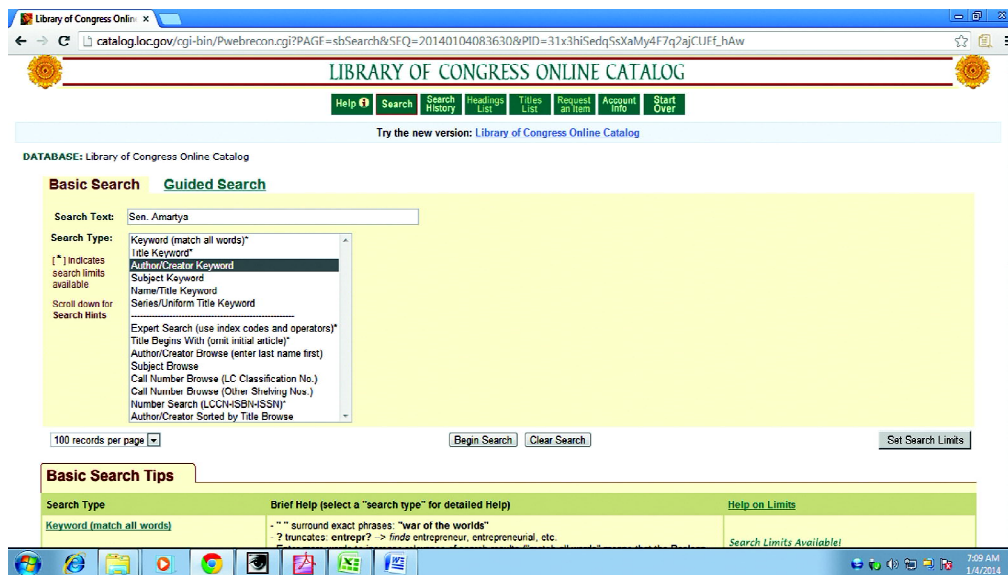 Library of Congress Onlin
catalog.loc.gov/cgi-bin/Pwebrecon.cgi?PAGE=sbSearch&SEQ=20140104083630&PID=31x3hiSedqSsXaMy4F7q2ajCUEf_hAw
LIBRARY OF CONGRESS ONLINE CATALOG
Help Search Search History Headings List Titles List Request an Item Account Info Start Over
Try the new version: Library of Congress Online Catalog
DATABASE: Library of Congress Online Catalog
Basic Search Guided Search
Search Text: Sen. Amartya
Search Type:
[ * ] Indicates search limits available
Scroll down for Search Hints
Keyword (match all words)*
Title Keyword*
Author/Creator Keyword
Subject Keyword
Name/Title Keyword
Series/Uniform Title Keyword
Expert Search (use index codes and operators)*
Title Begins With (omit initial article)*
Author/Creator Browse (enter last name first)
Subject Browse
Call Number Browse (LC Classification No.)
Call Number Browse (Other Shelving Nos.)
Number Search (LCCN-ISBN-ISSN)*
Author/Creator Sorted by Title Browse
100 records per page Begin Search Clear Search Set Search Limits
Basic Search Tips
Search Type Brief Help (select a "search type" for detailed Help) Help on Limits
Keyword (match all words) - " " surround exact phrases: "war of the worlds"
- ? truncates: entrepr? --> finds entrepreneur, entrepreneurial, etc.
Search Limits Available!
7:09 AM
1/4/2014